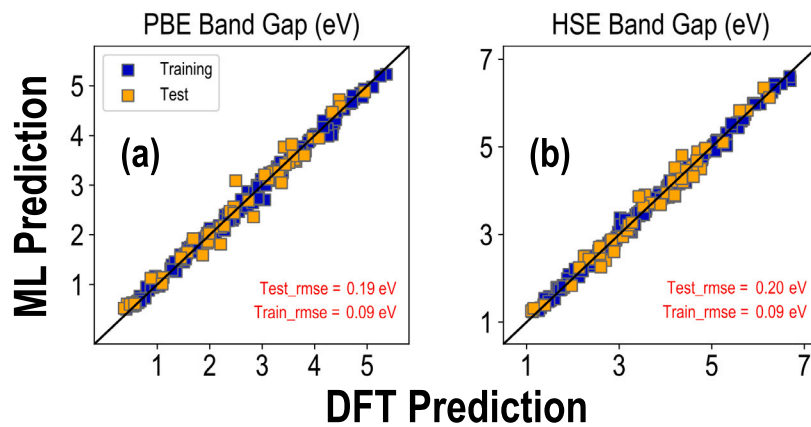 PBE Band Gap (eV)
HSE Band Gap (eV)
ML Prediction
5
4
3
2
1
Training
Test
(a)
Test_rmse = 0.19 eV
Train_rmse = 0.09 eV
1 2 3 4 5
7
5
3
1
(b)
Test_rmse = 0.20 eV
Train_rmse = 0.09 eV
1 3 5 7
DFT Prediction